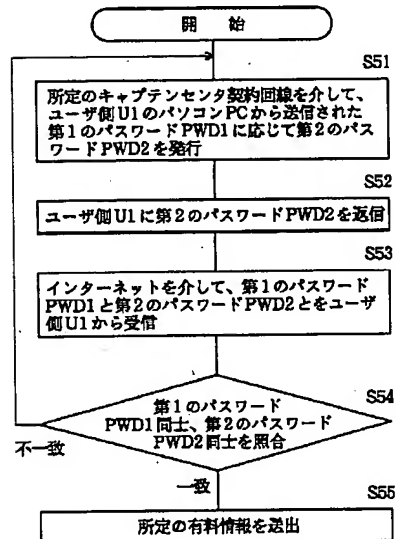 開 始
S51
所定のキャプテンセンタ契約回線を介して、
ユーザ側U1のパソコンPCから送信された
第1のパスワードPWD1に応じて第2のパス
ワードPWD2を発行
S52
ユーザ側U1に第2のパスワードPWD2を返信
S53
インターネットを介して、第1のパスワード
PWD1と第2のパスワードPWD2とをユーザ
側U1から受信
S54
第1のパスワード
PWD1同士、第2のパスワード
PWD2同士を照合
不一致
一致
S55
所定の有料情報を送出